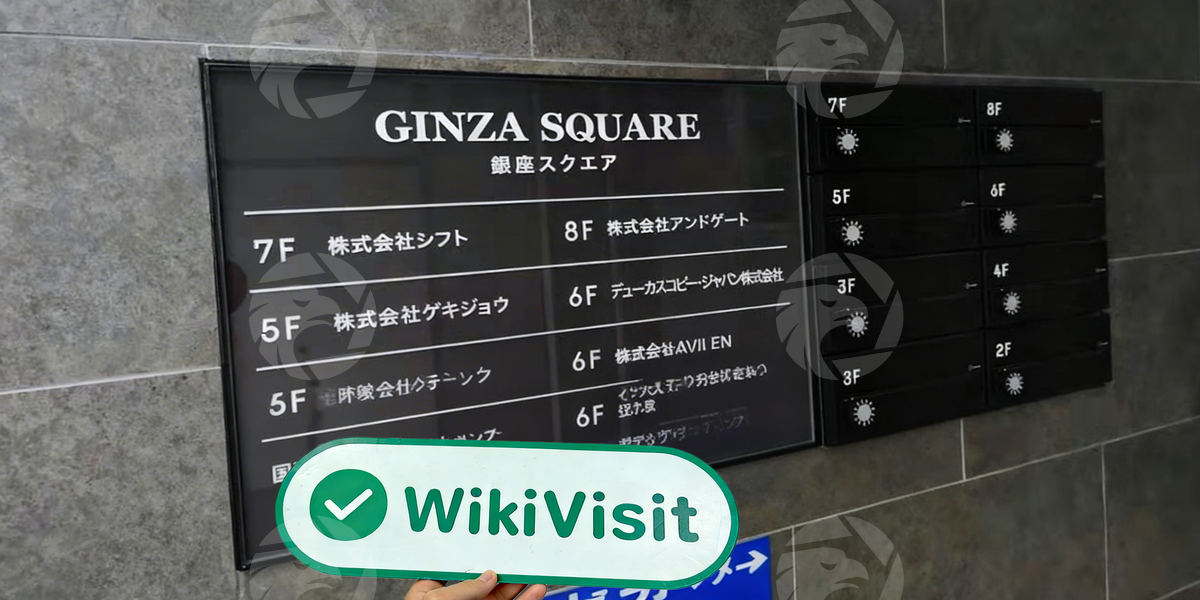 GINZA SQUARE
銀座スクエア
7F 株式会社シフト
8F 株式会社アンドゲート
5F 株式会社ゲキジョウ
6F デューカスコピー・ジャパン株式会社
5F
6F 株式会社AVII EN
6F
7F
8F
5F
6F
3F
4F
3F
2F
WikiVisit